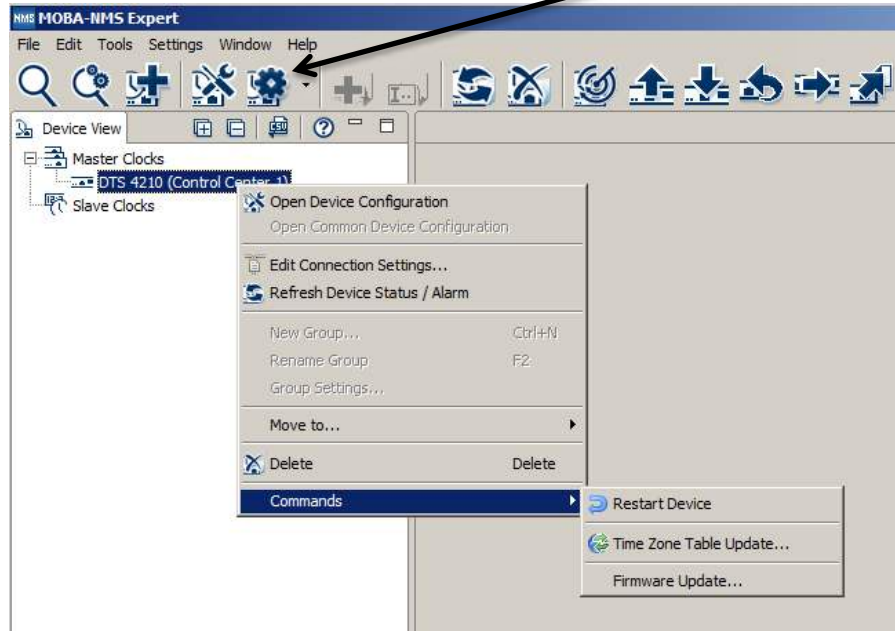 NMS MOBA-NMS Expert
File Edit Tools Settings Window Help
Device View
Master Clocks
DTS 4210 (Control Center 1)
Slave Clocks
Open Device Configuration
Open Common Device Configuration
Edit Connection Settings...
Refresh Device Status / Alarm
New Group... Ctrl+N
Rename Group F2
Group Settings...
Move to...
Delete Delete
Commands
Restart Device
Time Zone Table Update...
Firmware Update...